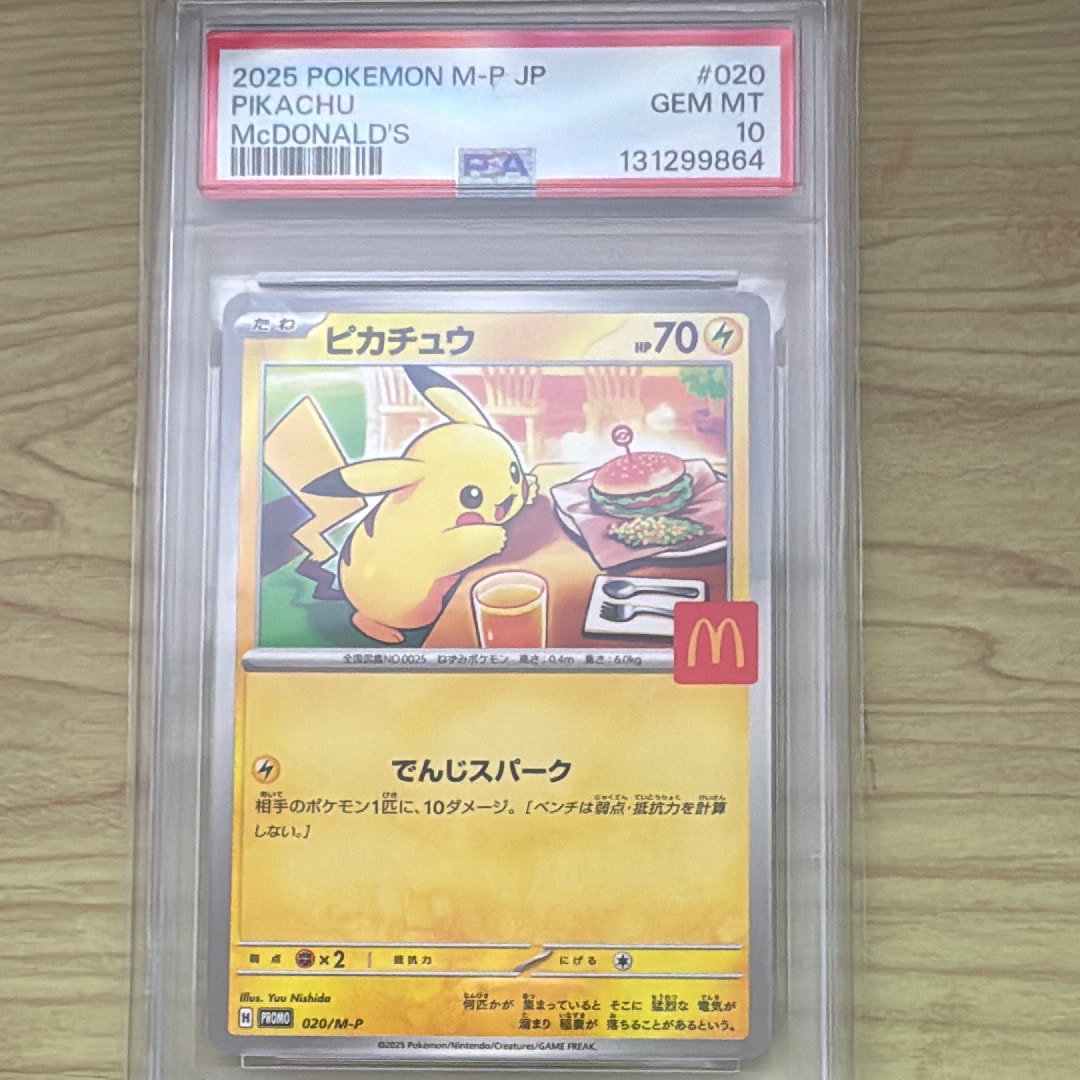 2025 POKEMON M-P JP #020
PIKACHU GEM MT
McDONALD'S 10
PSA 131299864
たね ピカチュウ HP70
全国図鑑NO.0025 ねずみポケモン 高さ:0.4m 重さ:6.0kg
でんじスパーク
相手のポケモン1匹に、10ダメージ。[ベンチは弱点・抵抗力を計算
しない。]
弱点 ×2 抵抗力 にげる
Illus. Yuu Nishida
何匹かが 集まっていると そこに 猛烈な 電気が
H PROMO 020/M-P
溜まり 稲妻が 落ちることがあるという。
©2025 Pokémon/Nintendo/Creatures/GAME FREAK.